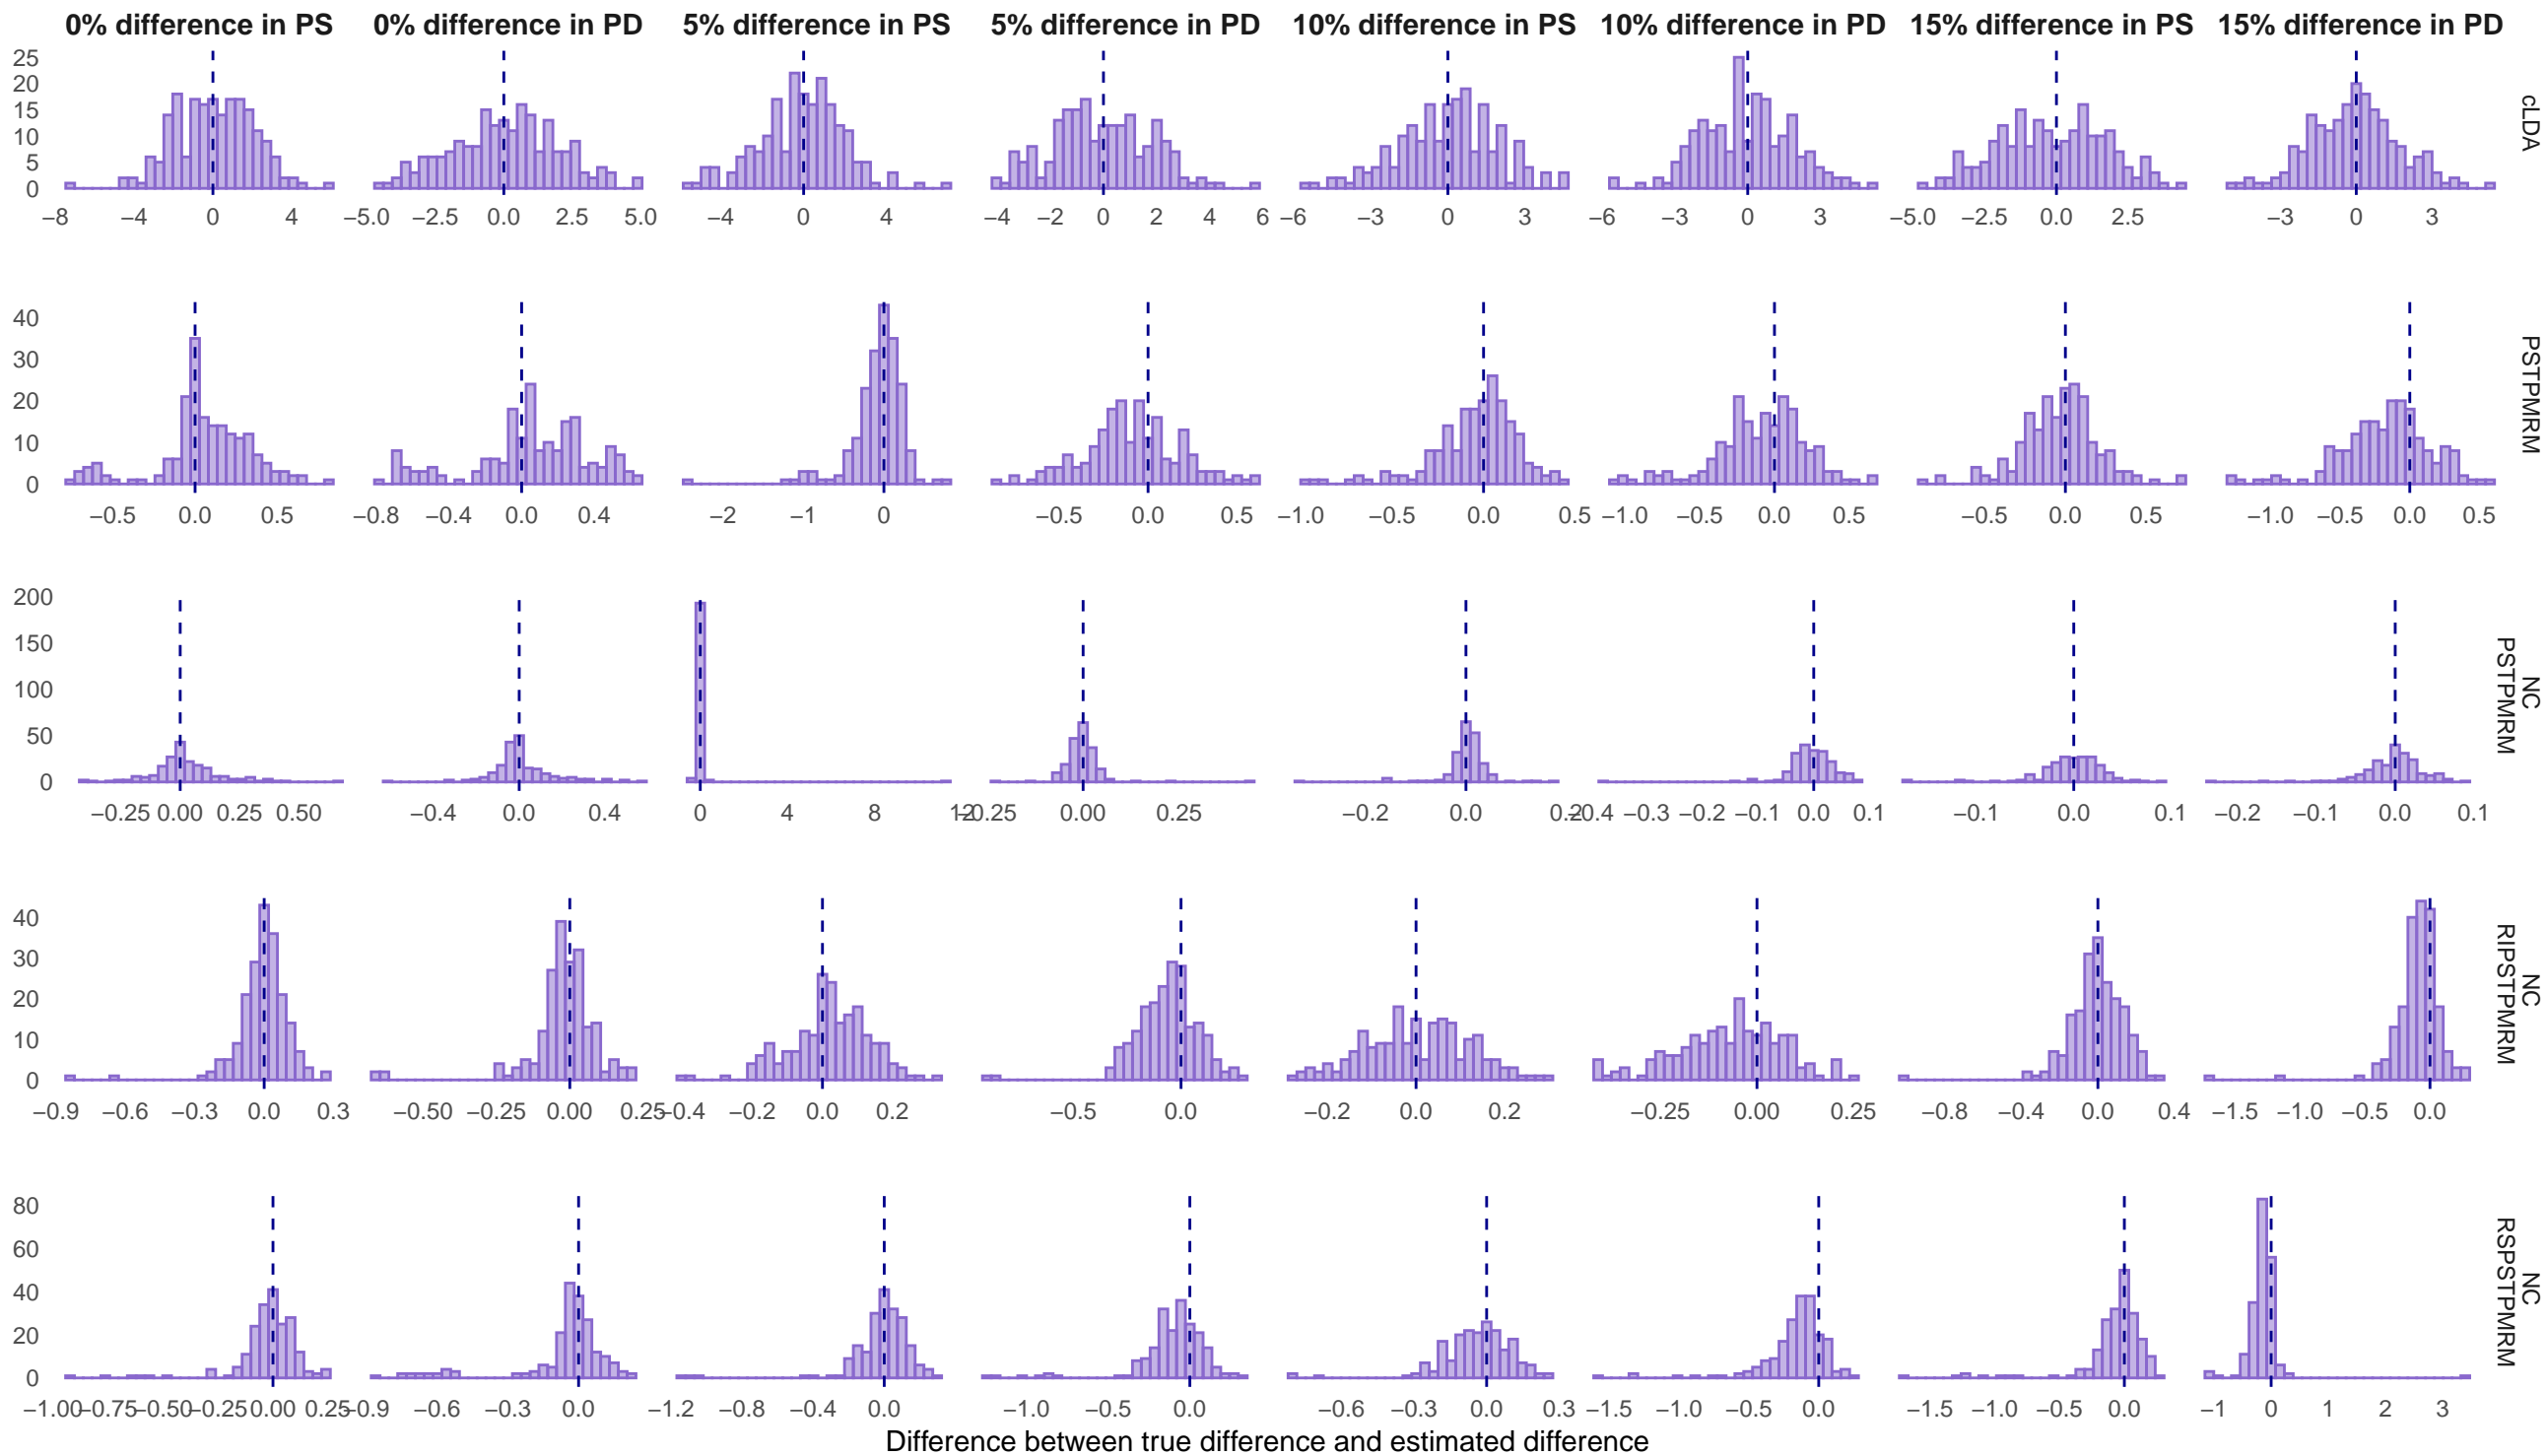 0% difference in PS 0% difference in PD 5% difference in PS 5% difference in PD 10% difference in PS 10% difference in PD 15% difference in PS 15% difference in PD
25
20
15
10
5
0
−8 −4 0 4 −5.0 −2.5 0.0 2.5 5.0 −4 0 4 −4 −2 0 2 4 6 −6 −3 0 3 −6 −3 0 3 −5.0 −2.5 0.0 2.5 −3 0 3
cLDA
40
30
20
10
0
−0.5 0.0 0.5 −0.8 −0.4 0.0 0.4 −2 −1 0 −0.5 0.0 0.5 −1.0 −0.5 0.0 0.5 −1.0 −0.5 0.0 0.5 −0.5 0.0 0.5 −1.0 −0.5 0.0 0.5
PSTPMRM
200
150
100
50
0
−0.25 0.00 0.25 0.50 −0.4 0.0 0.4 0 4 8 12 −0.25 0.00 0.25 −0.2 0.0 0.2 −0.4 −0.3 −0.2 −0.1 0.0 0.1 −0.1 0.0 0.1 −0.2 −0.1 0.0 0.1
NC
PSTPMRM
40
30
20
10
0
−0.9 −0.6 −0.3 0.0 0.3 −0.50 −0.25 0.00 0.25 −0.4 −0.2 0.0 0.2 −0.5 0.0 −0.2 0.0 0.2 −0.25 0.00 0.25 −0.8 −0.4 0.0 0.4 −1.5 −1.0 −0.5 0.0
NC
RIPSTPMRM
80
60
40
20
0
−1.00 −0.75 −0.50 −0.25 0.00 0.25 −0.9 −0.6 −0.3 0.0 −1.2 −0.8 −0.4 0.0 −1.0 −0.5 0.0 −0.6 −0.3 0.0 0.3 −1.5 −1.0 −0.5 0.0 −1.5 −1.0 −0.5 0.0 −1 0 1 2 3
NC
RSPSTPMRM
Difference between true difference and estimated difference